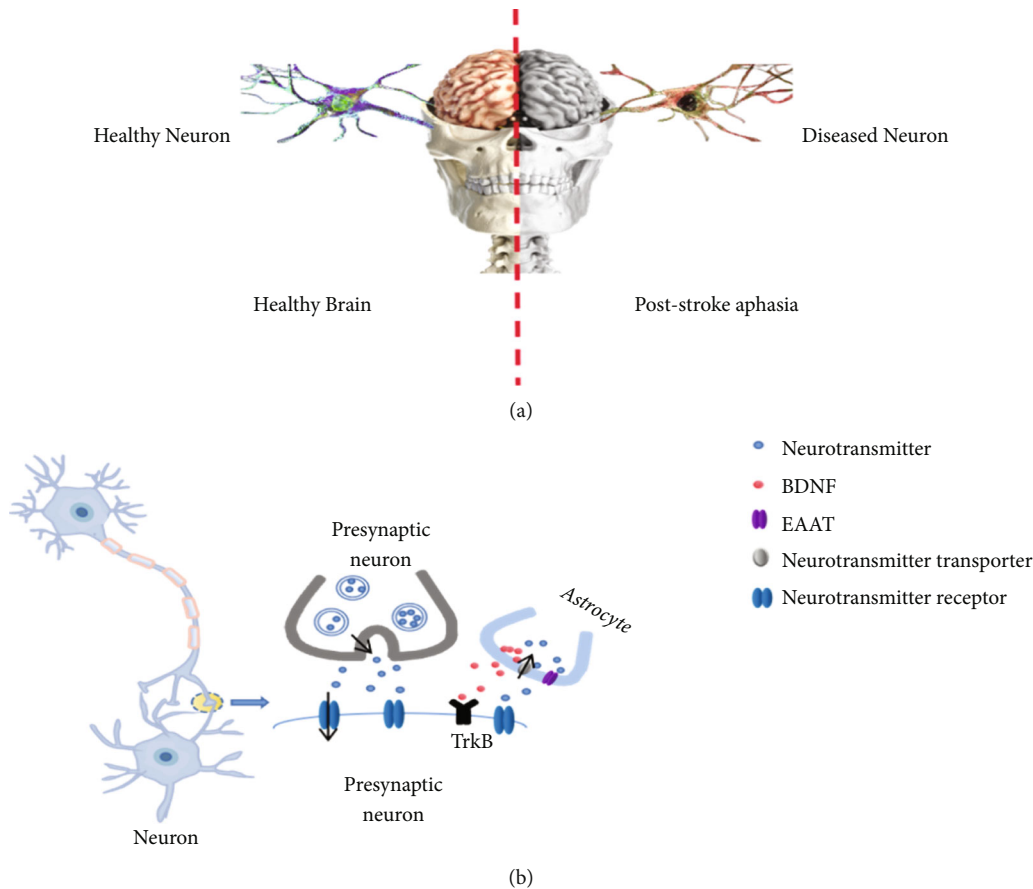 Healthy Neuron
Diseased Neuron
Healthy Brain
Post-stroke aphasia
(a)
Neurotransmitter
BDNF
EAAT
Neurotransmitter transporter
Neurotransmitter receptor
Presynaptic
neuron
Astrocyte
TrkB
Presynaptic
neuron
Neuron
(b)